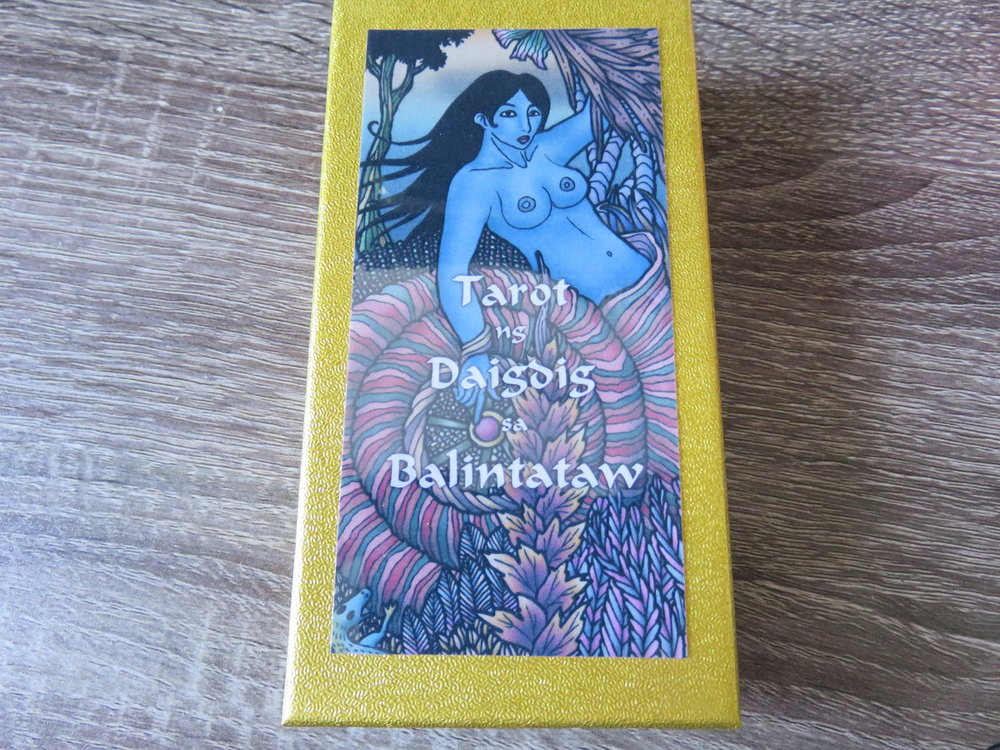 Tarot
ng
Daigdig
sa
Balintataw